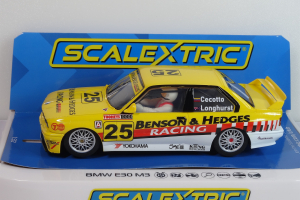 SCALEXTRIC
25
Cecotto
Longhurst
BENSON & HEDGES
25
RACING
YOKOHAMA
BMW E30 M3
SCALEXTRIC